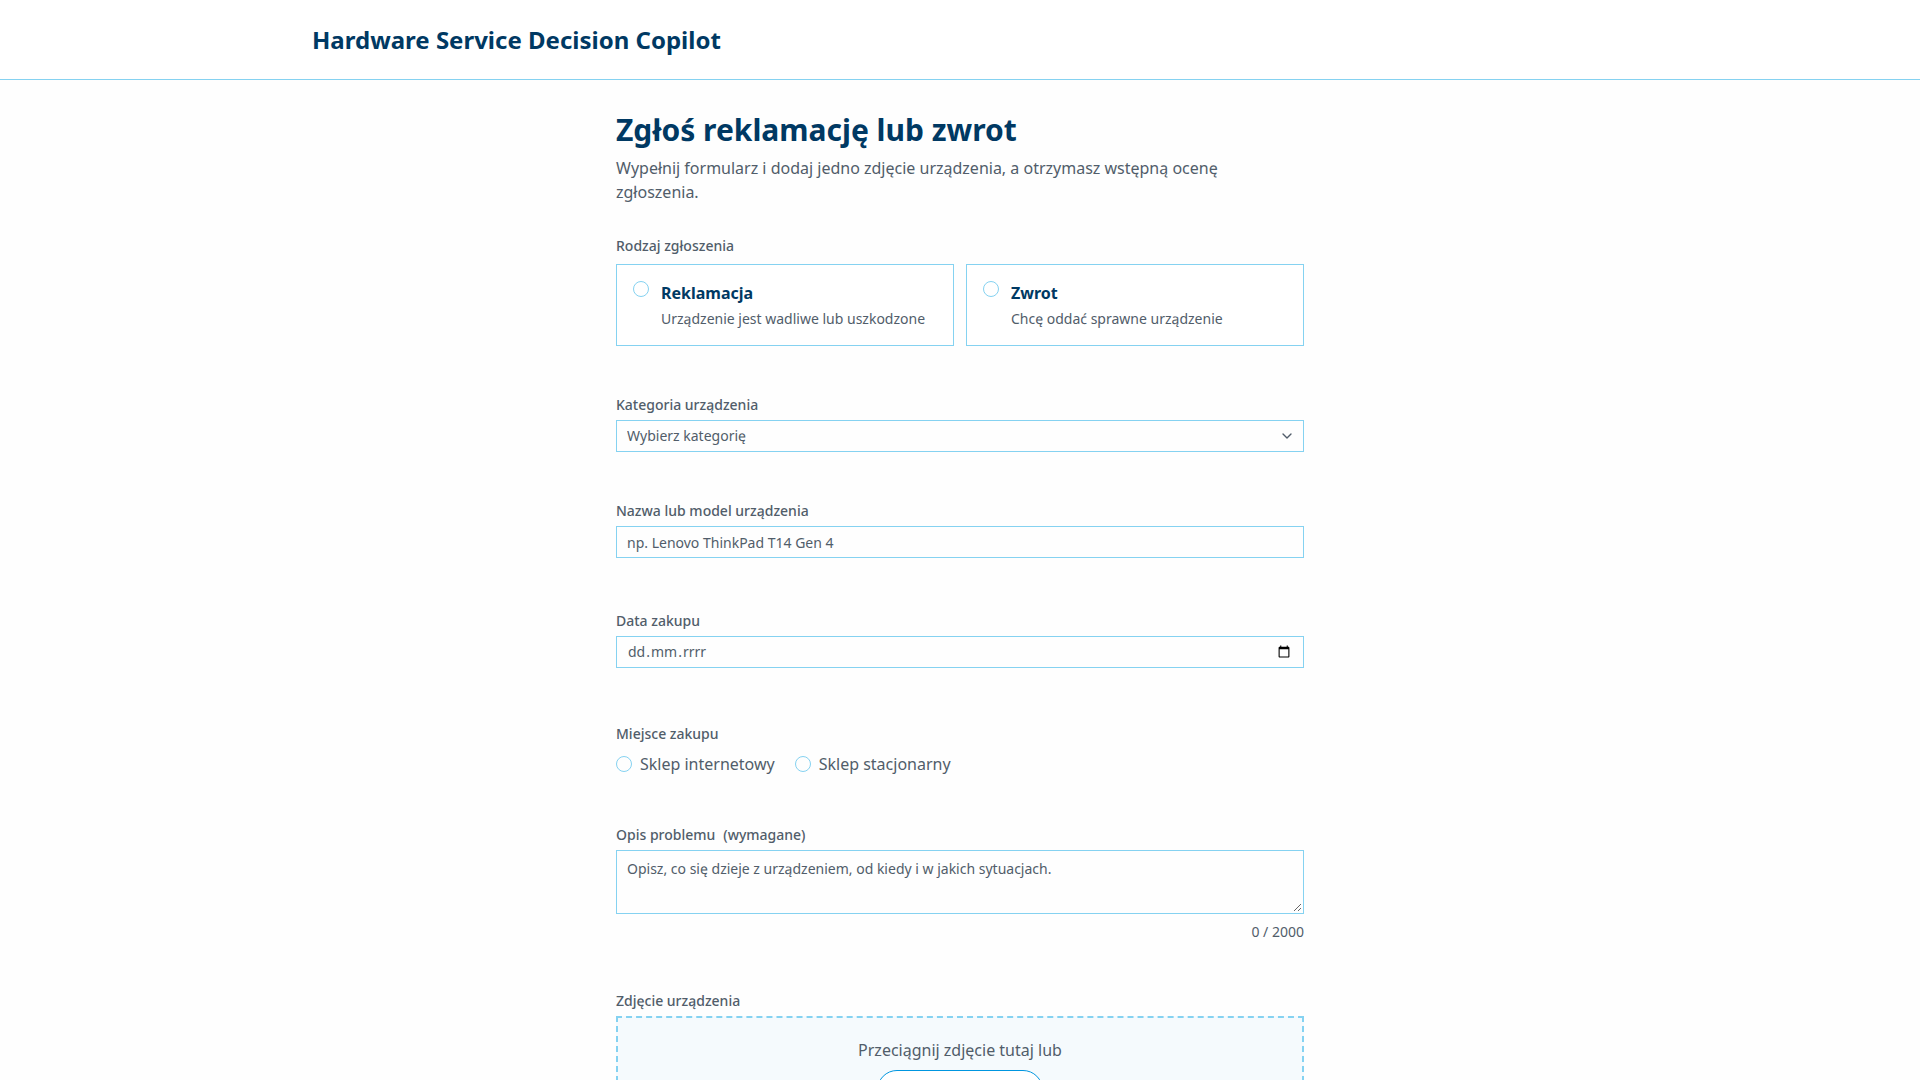 Hardware Service Decision Copilot
Zgłoś reklamację lub zwrot
Wypełnij formularz i dodaj jedno zdjęcie urządzenia, a otrzymasz wstępną ocenę
zgłoszenia.
Rodzaj zgłoszenia
Reklamacja
Urządzenie jest wadliwe lub uszkodzone
Zwrot
Chcę oddać sprawne urządzenie
Kategoria urządzenia
Wybierz kategorię
Nazwa lub model urządzenia
np. Lenovo ThinkPad T14 Gen 4
Data zakupu
dd.mm.rrrr
Miejsce zakupu
Sklep internetowy
Sklep stacjonarny
Opis problemu (wymagane)
Opisz, co się dzieje z urządzeniem, od kiedy i w jakich sytuacjach.
0 / 2000
Zdjęcie urządzenia
Przeciągnij zdjęcie tutaj lub